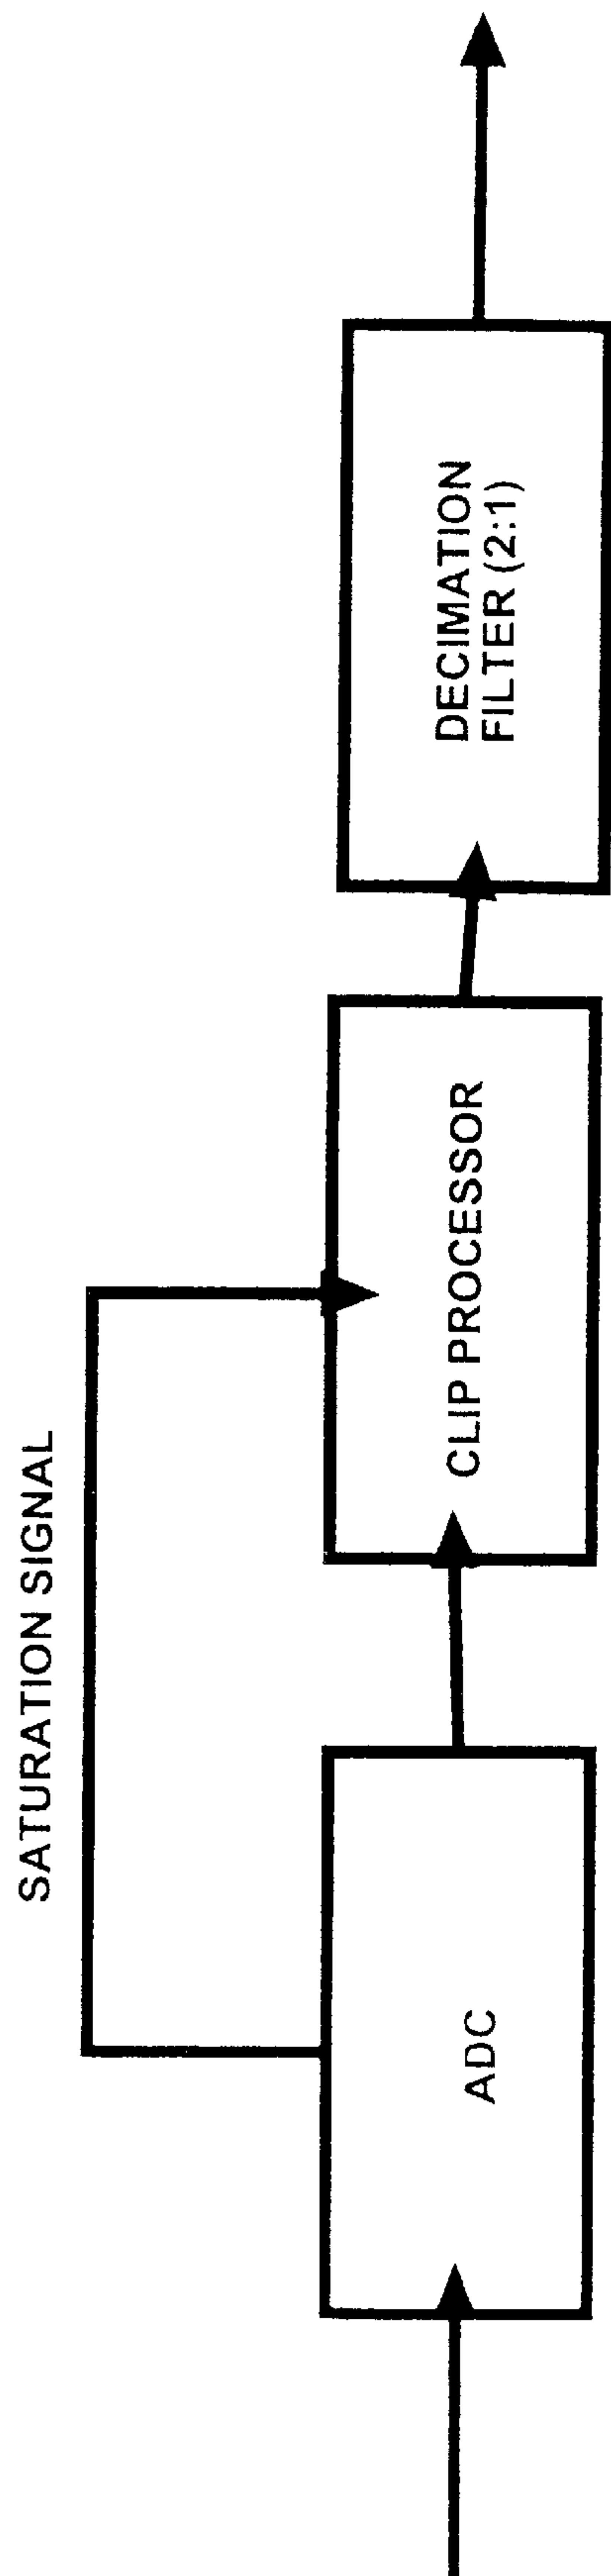 SATURATION SIGNAL
ADC
CLIP PROCESSOR
DECIMATION
FILTER (2:1)